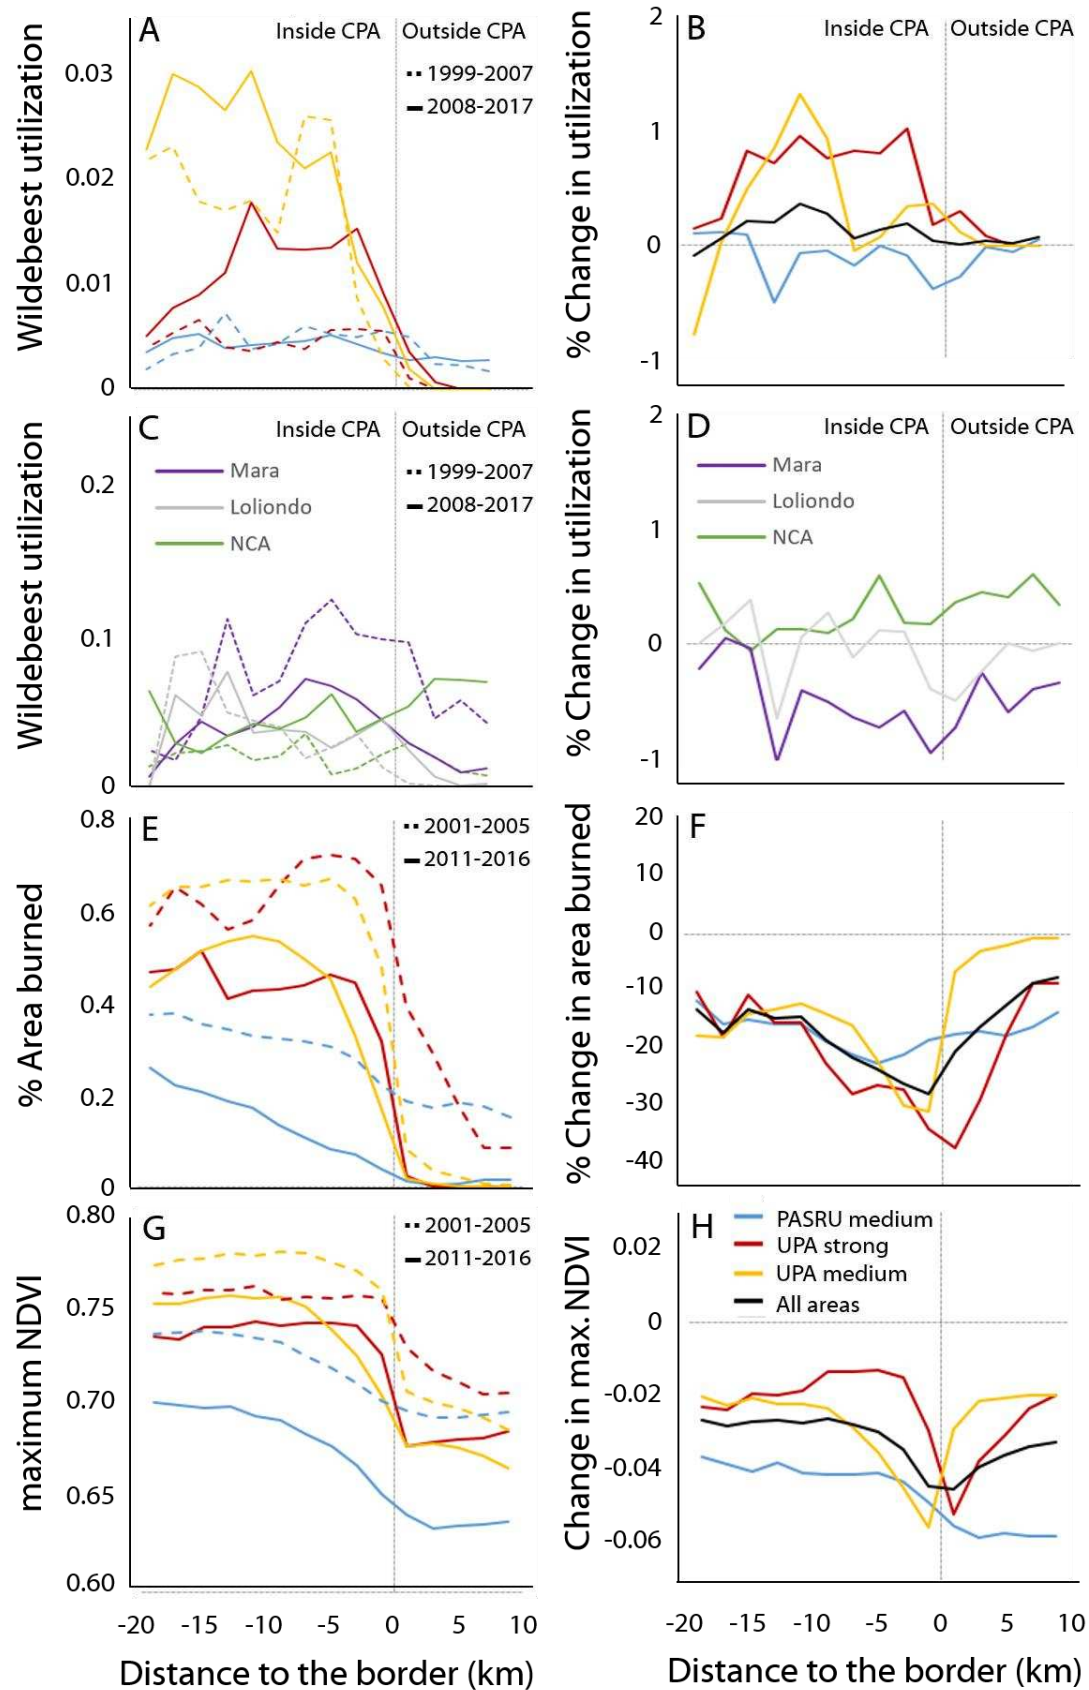 A
Inside CPA
Outside CPA
1999-2007
2008-2017
Wildebeest utilization
0.03
0.02
0.01
0
B
Inside CPA
Outside CPA
% Change in utilization
2
1
0
-1
C
Inside CPA
Outside CPA
Mara
Loliondo
NCA
1999-2007
2008-2017
Wildebeest utilization
0.2
0.1
0
D
Inside CPA
Outside CPA
Mara
Loliondo
NCA
% Change in utilization
2
1
0
-1
E
2001-2005
2011-2016
% Area burned
0.8
0.6
0.4
0.2
0
F
% Change in area burned
20
10
0
-10
-20
-30
-40
G
2001-2005
2011-2016
maximum NDVI
0.80
0.75
0.70
0.65
0.60
-20 -15 -10 -5 0 5 10
Distance to the border (km)
H
PASRU medium
UPA strong
UPA medium
All areas
Change in max. NDVI
0.02
0
-0.02
-0.04
-0.06
-20 -15 -10 -5 0 5 10
Distance to the border (km)